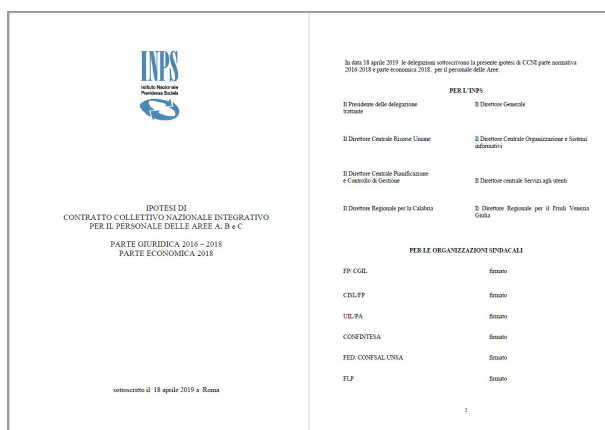 INPS
Istituto Nazionale
Previdenza Sociale
IPOTESI DI
CONTRATTO COLLETTIVO NAZIONALE INTEGRATIVO
PER IL PERSONALE DELLE AREE A, B e C
PARTE GIURIDICA 2016 – 2018
PARTE ECONOMICA 2018
sottoscritto il 18 aprile 2019 a Roma
In data 18 aprile 2019 le delegazioni sottoscrivono la presente ipotesi di CCNI parte normativa
2016-2018 e parte economica 2018, per il personale delle Aree:
PER L'INPS
Il Presidente delle delegazione
trattante
Il Direttore Generale
Il Direttore Centrale Risorse Umane
Il Direttore Centrale Organizzazione e Sistemi
informativi
Il Direttore Centrale Pianificazione
e Controllo di Gestione
Il Direttore centrale Servizi agli utenti
Il Direttore Regionale per la Calabria
Il Direttore Regionale per il Friuli Venezia
Giulia
PER LE ORGANIZZAZIONI SINDACALI
FP/ CGIL firmato
CISL/FP firmato
UIL/PA firmato
CONFINTESA firmato
FED. CONFSAL UNSA firmato
FLP firmato
2